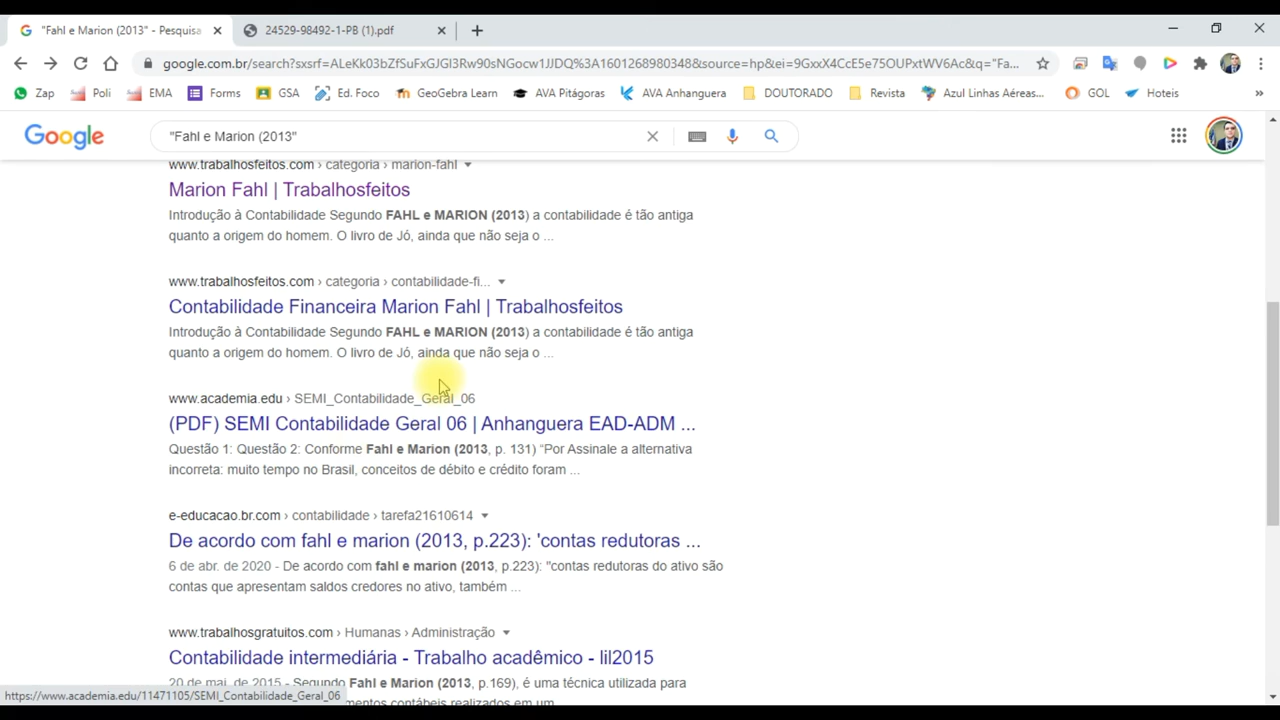 "Fahl e Marion (2013" - Pesquisa
24529-98492-1-PB (1).pdf
google.com.br/search?sxsrf=ALeKk03bZfSuFxGJGI3Rw90sNGocw1JJDQ%3A1601268980348&source=hp&ei=9GxxX4CcE5e75OUPxtWV6Ac&q="Fa...
Zap
Poli
EMA
Forms
GSA
Ed. Foco
GeoGebra Learn
AVA Pitágoras
AVA Anhanguera
DOUTORADO
Revista
Azul Linhas Aéreas...
GOL
Hoteis
»
Google
"Fahl e Marion (2013"
www.trabalhosfeitos.com › categoria › marion-fahl
Marion Fahl | Trabalhosfeitos
Introdução à Contabilidade Segundo FAHL e MARION (2013) a contabilidade é tão antiga
quanto a origem do homem. O livro de Jó, ainda que não seja o ...
www.trabalhosfeitos.com › categoria › contabilidade-fi...
Contabilidade Financeira Marion Fahl | Trabalhosfeitos
Introdução à Contabilidade Segundo FAHL e MARION (2013) a contabilidade é tão antiga
quanto a origem do homem. O livro de Jó, ainda que não seja o ...
www.academia.edu › SEMI_Contabilidade_Geral_06
(PDF) SEMI Contabilidade Geral 06 | Anhanguera EAD-ADM ...
Questão 1: Questão 2: Conforme Fahl e Marion (2013, p. 131) “Por Assinale a alternativa
incorreta: muito tempo no Brasil, conceitos de débito e crédito foram ...
e-educacao.br.com › contabilidade › tarefa21610614
De acordo com fahl e marion (2013, p.223): 'contas redutoras ...
6 de abr. de 2020 - De acordo com fahl e marion (2013, p.223): "contas redutoras do ativo são
contas que apresentam saldos credores no ativo, também ...
www.trabalhosgratuitos.com › Humanas › Administração
Contabilidade intermediária - Trabalho acadêmico - lil2015
20 de mai. de 2015 - Segundo Fahl e Marion (2013, p.169), é uma técnica utilizada para
mentos contábeis realizados em um
https://www.academia.edu/11471105/SEMI_Contabilidade_Geral_06